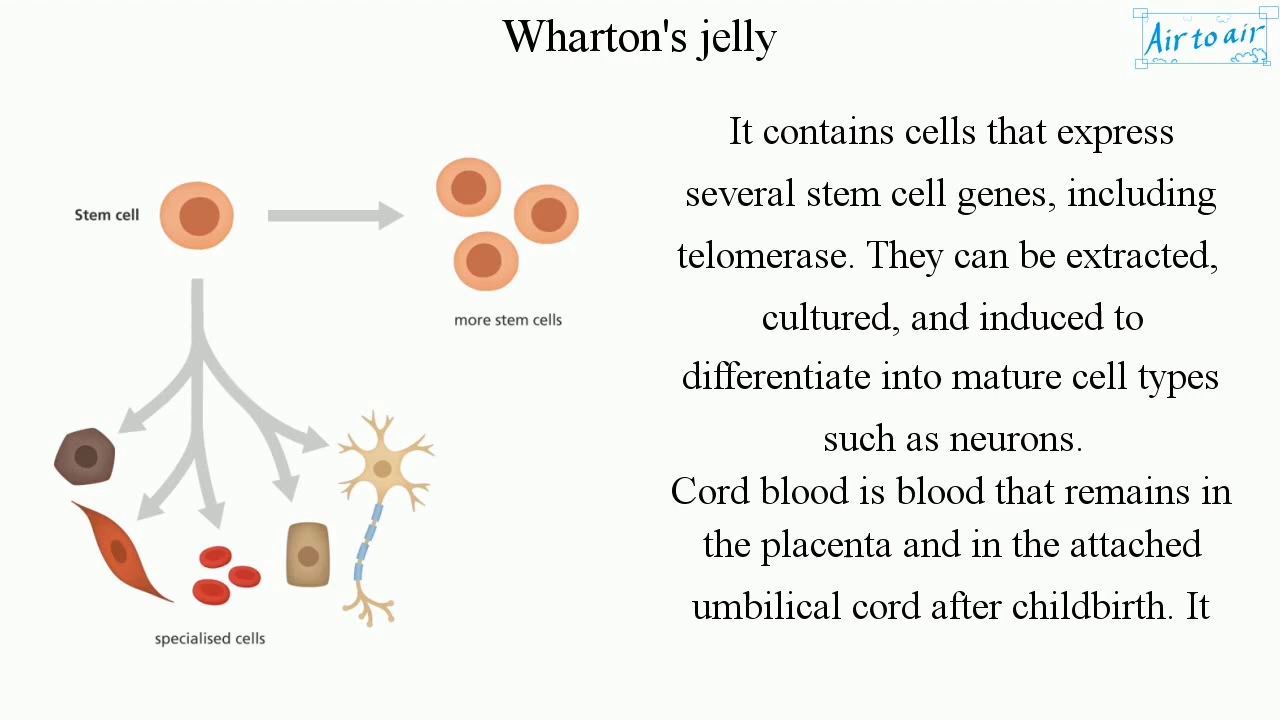 Wharton's jelly
Air to air
It contains cells that express
several stem cell genes, including
telomerase. They can be extracted,
cultured, and induced to
differentiate into mature cell types
such as neurons.
Cord blood is blood that remains in
the placenta and in the attached
umbilical cord after childbirth. It
Stem cell
more stem cells
specialised cells